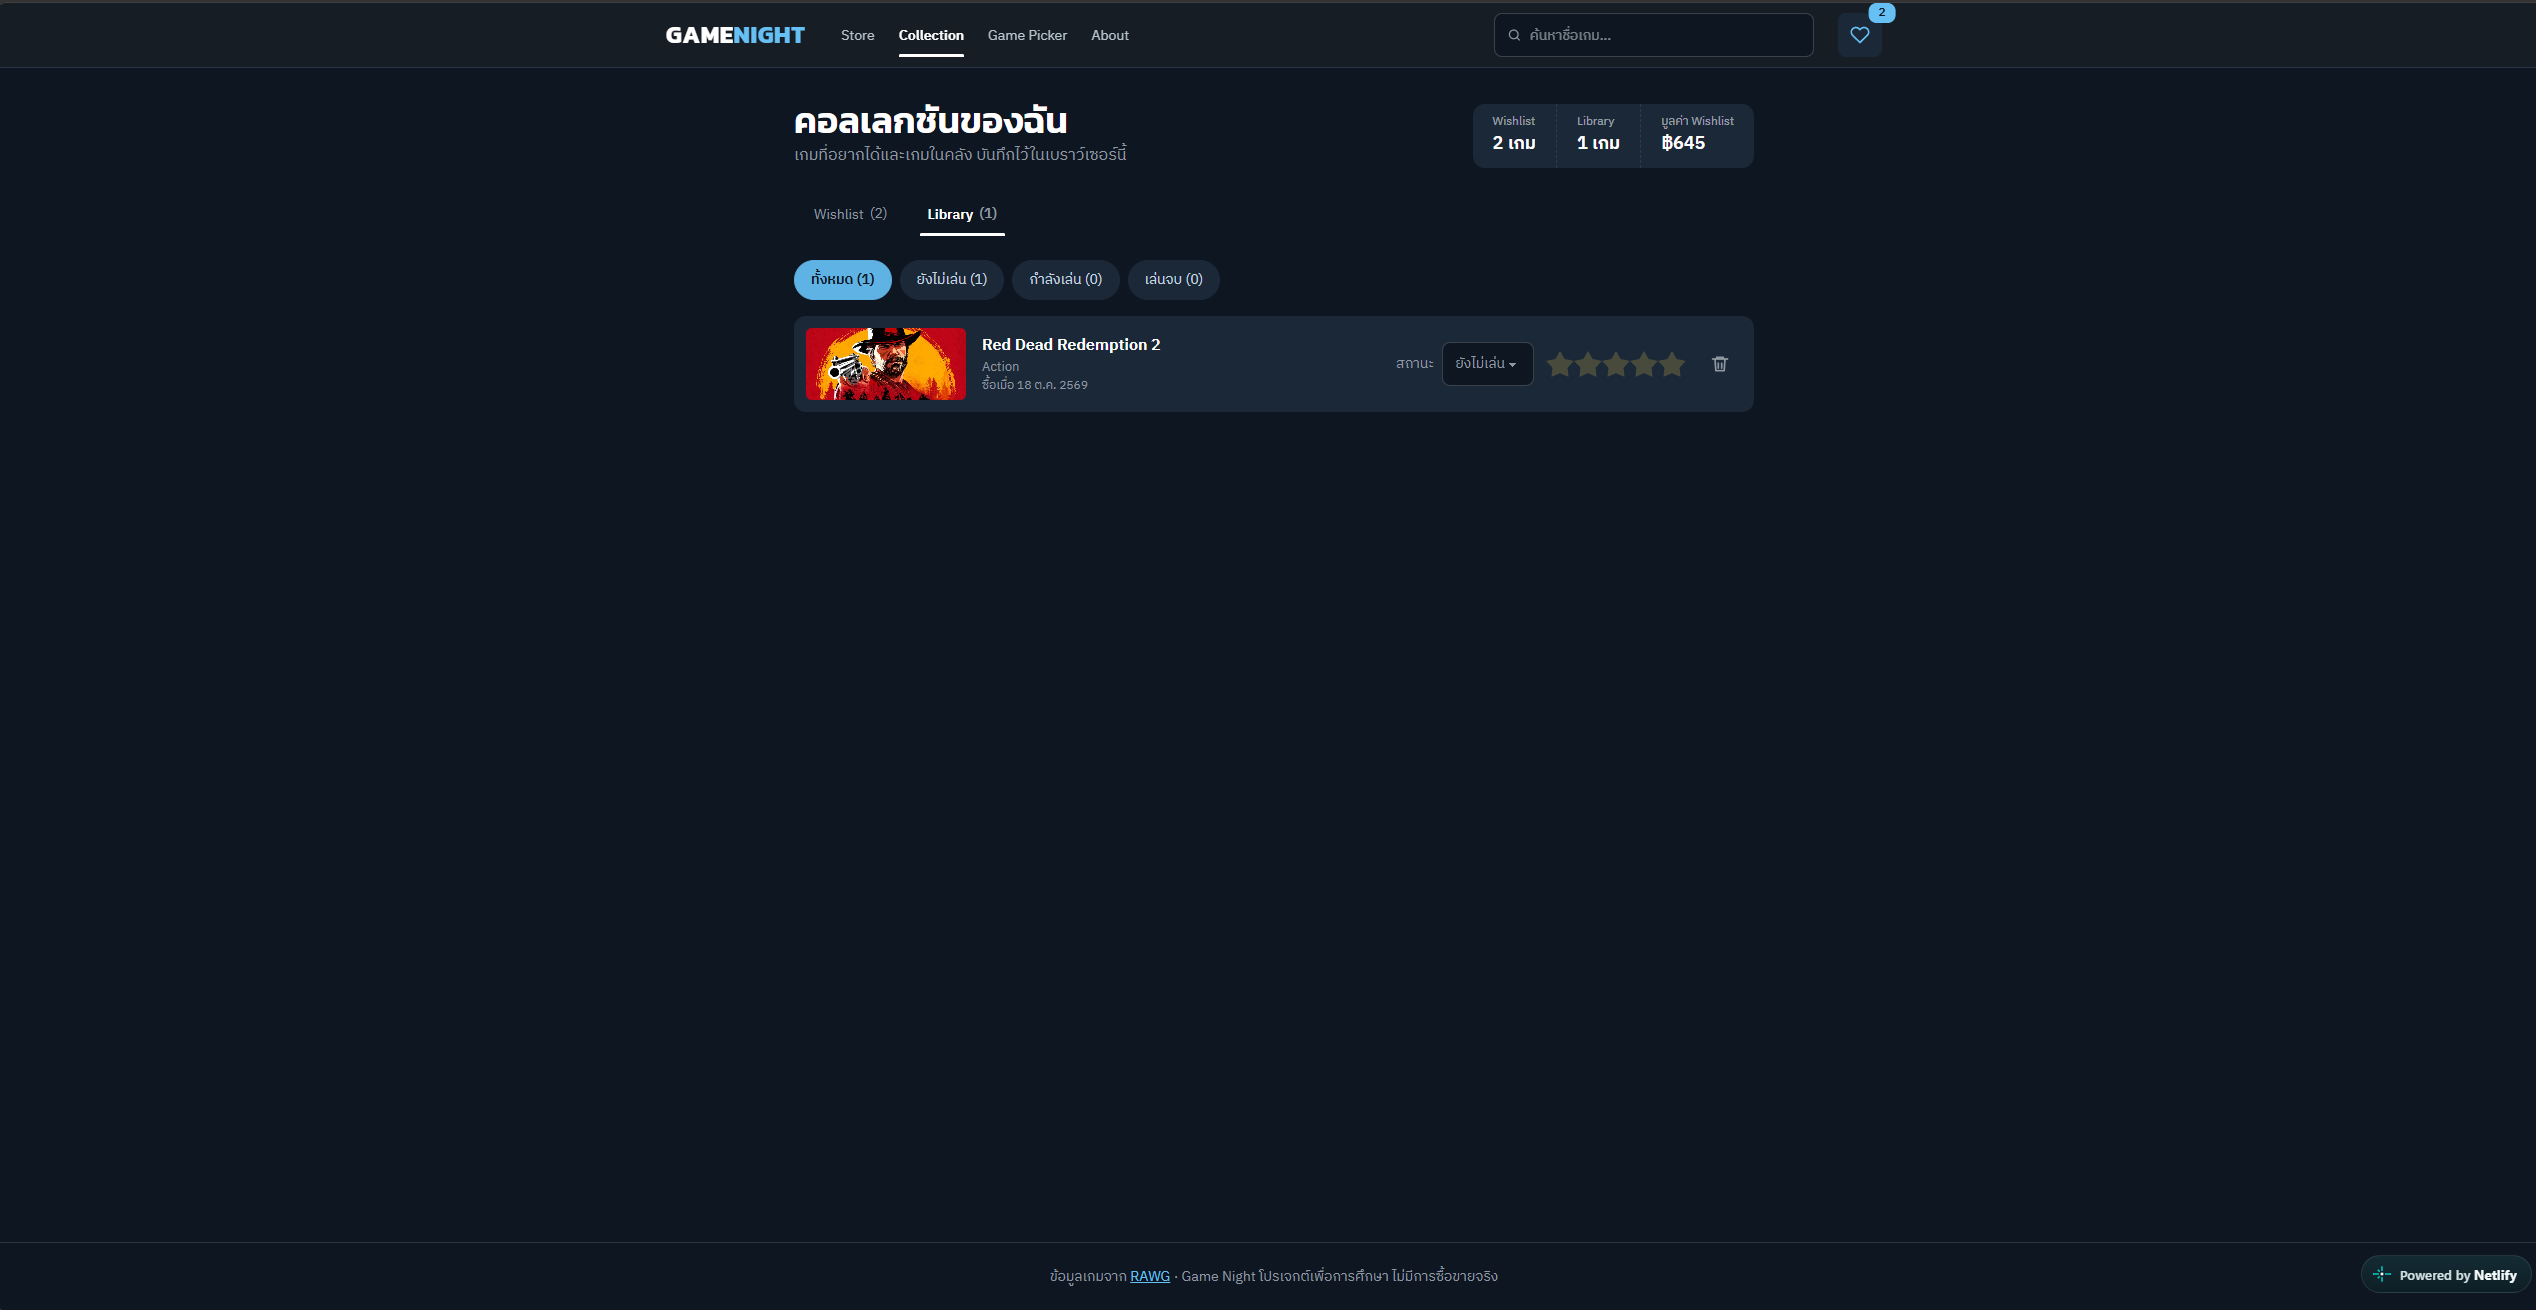 GAMENIGHT
Store
Collection
Game Picker
About
ค้นหาชื่อเกม...
2
คอลเลกชันของฉัน
เกมที่อยากได้และเกมในคลัง บันทึกไว้ในเบราว์เซอร์นี้
Wishlist
2 เกม
Library
1 เกม
มูลค่า Wishlist
฿645
Wishlist (2)
Library (1)
ทั้งหมด (1)
ยังไม่เล่น (1)
กำลังเล่น (0)
เล่นจบ (0)
Red Dead Redemption 2
Action
ซื้อเมื่อ 18 ต.ค. 2569
สถานะ
ยังไม่เล่น
ข้อมูลเกมจาก RAWG · Game Night โปรเจกต์เพื่อการศึกษา ไม่มีการซื้อขายจริง
Powered by Netlify